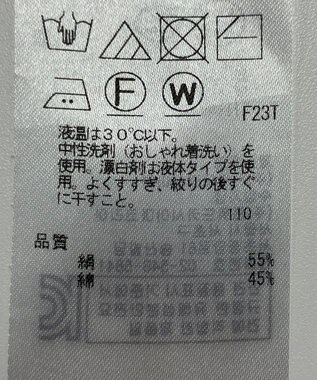 F W
F23T
液温は30℃以下。
中性洗剤(おしゃれ着洗い)を
使用。漂白剤は液体タイプを使
用。よくすすぎ、絞りの後すぐ
に干すこと。
110
品質
絹 55%
綿 45%